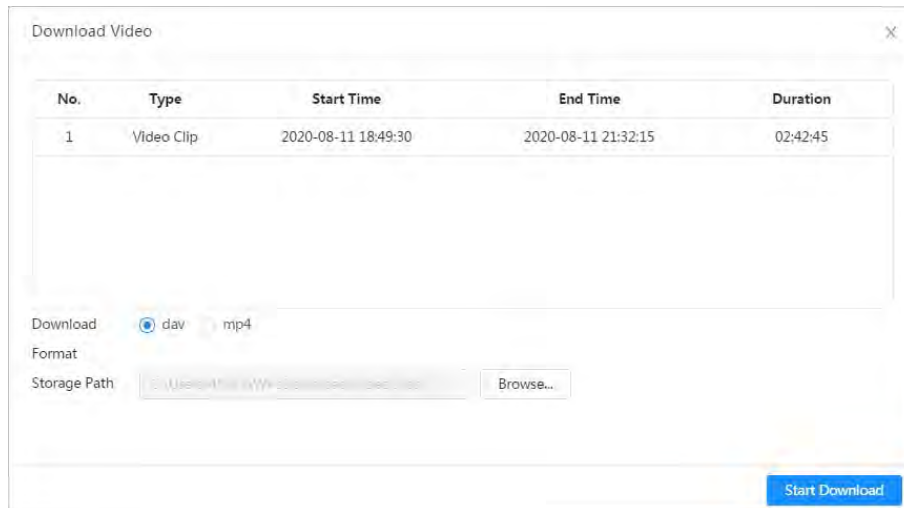 Download Video
No. Type Start Time End Time Duration
1 Video Clip 2020-08-11 18:49:30 2020-08-11 21:32:15 02:42:45
Download dav mp4
Format
Storage Path Browse...
Start Download